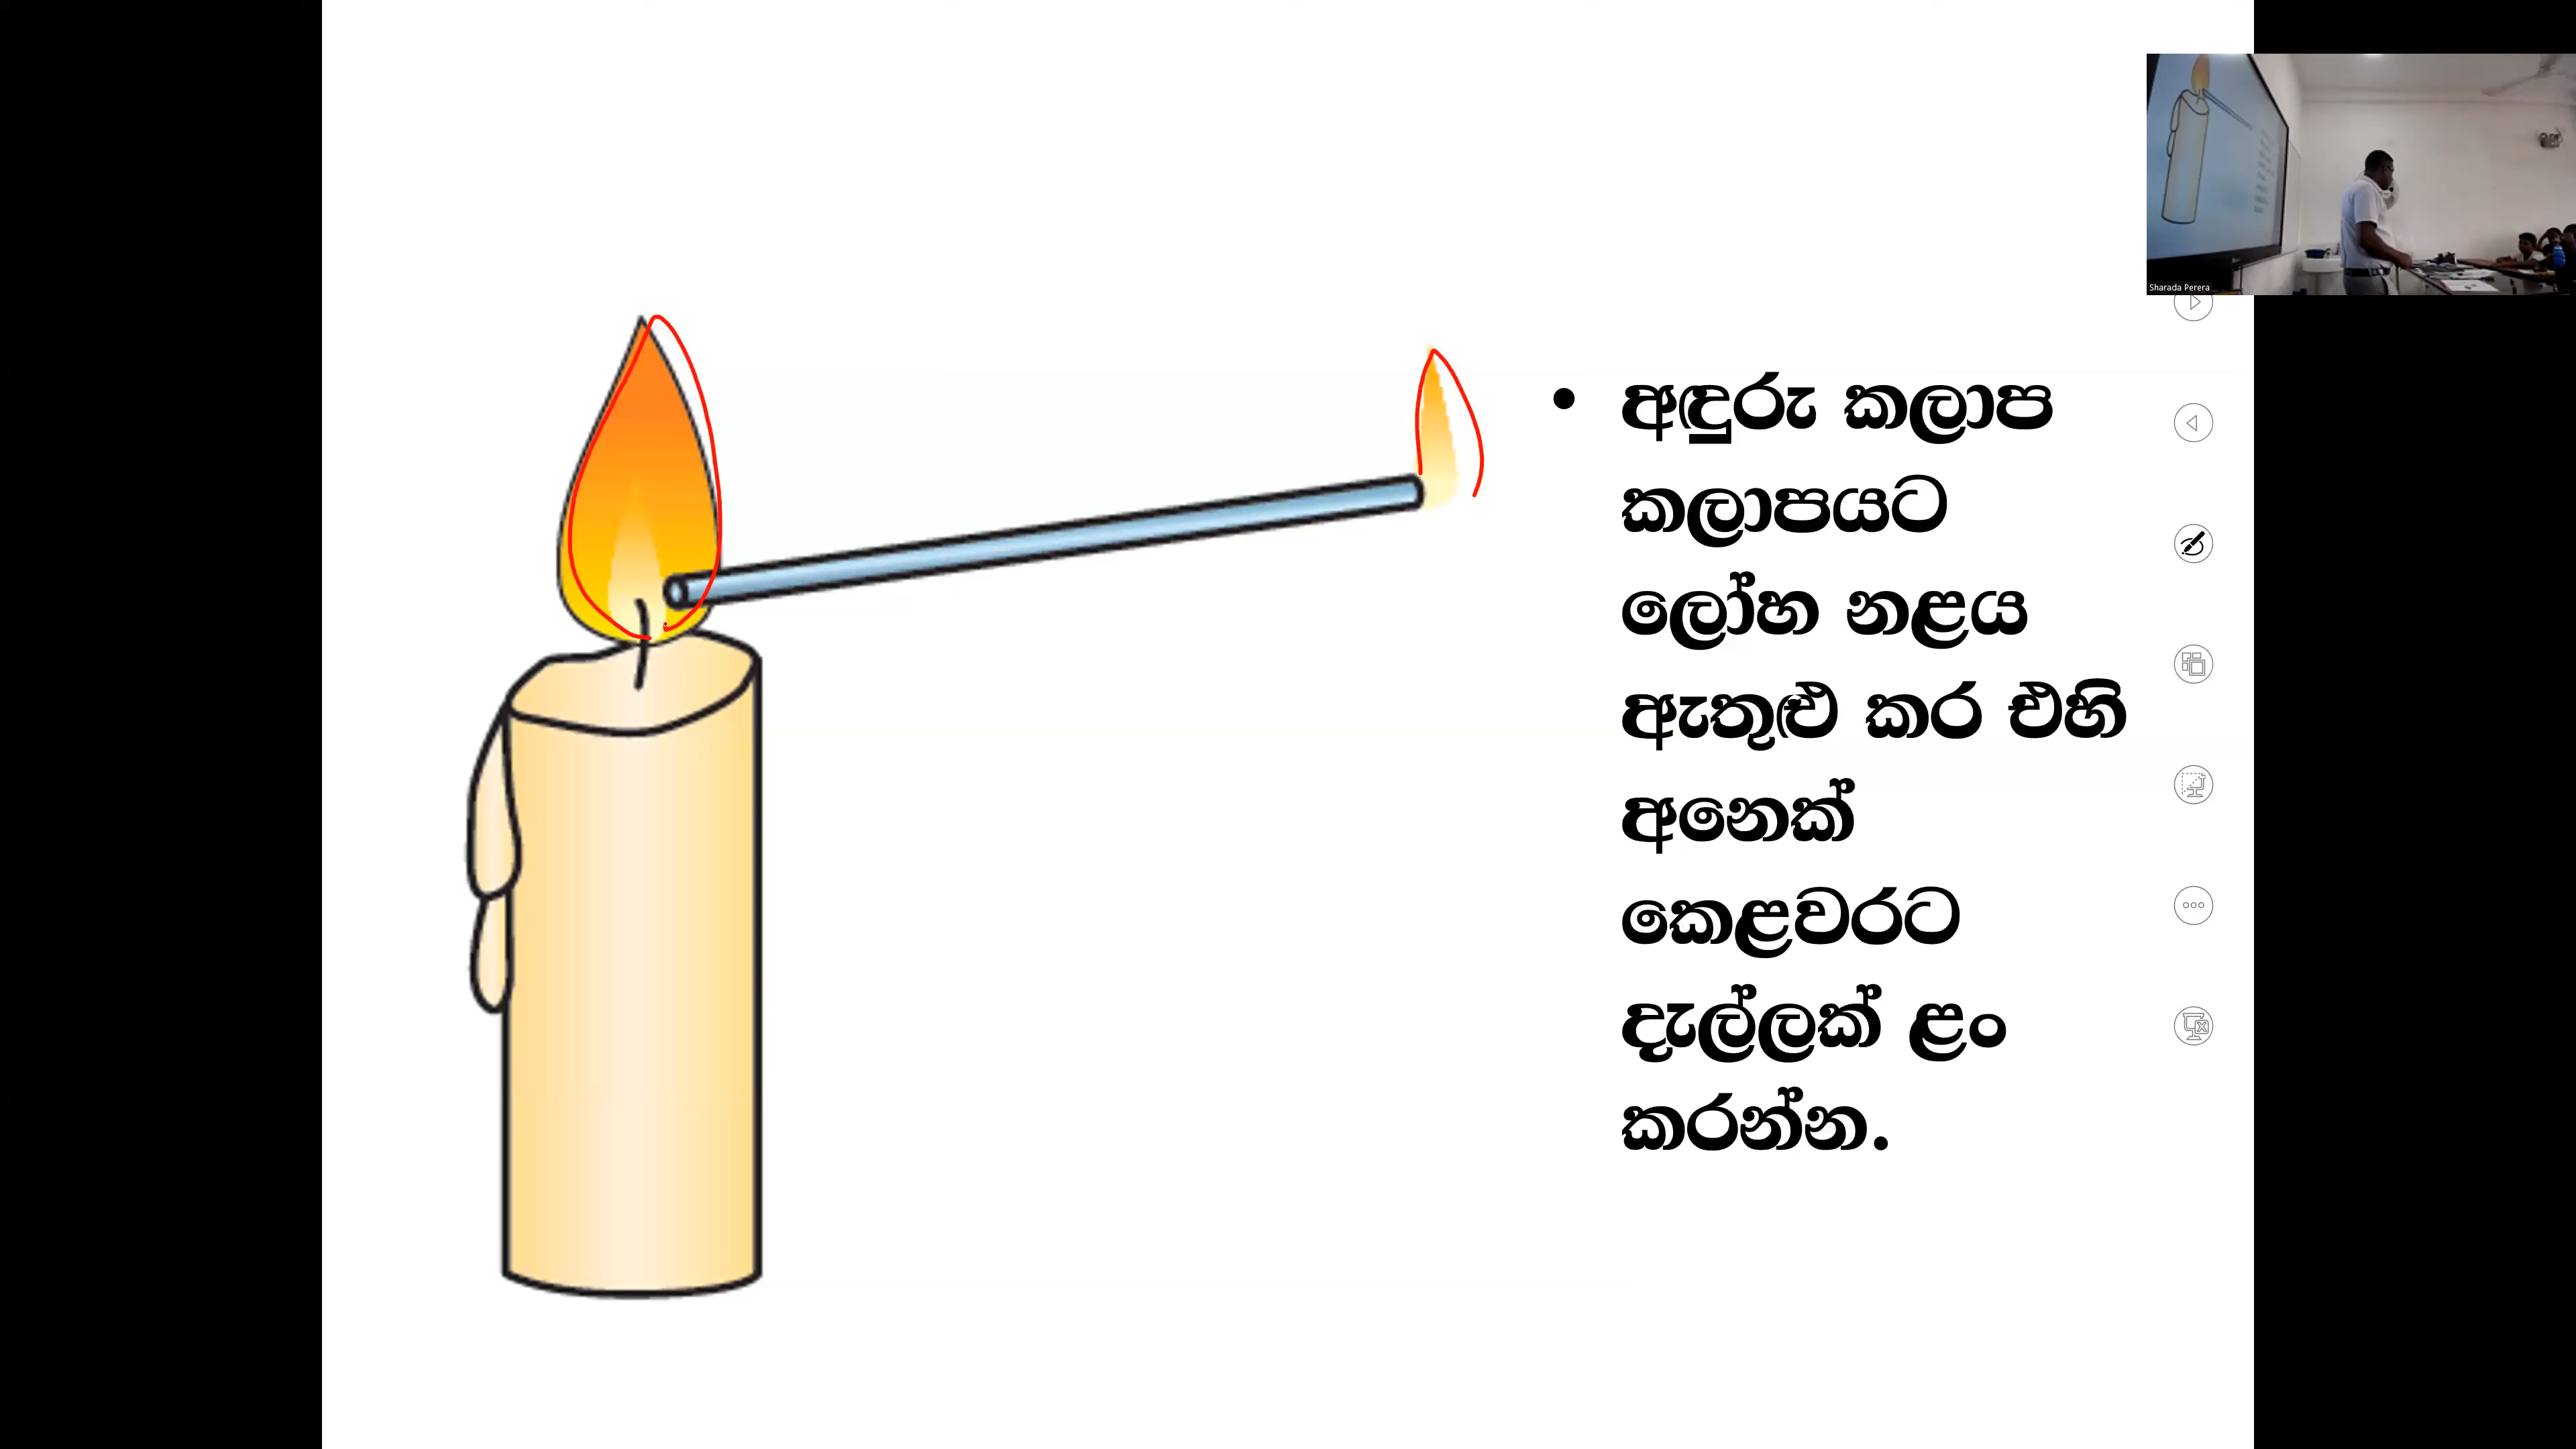 • අඳුරු කලාප
කලාපයට
ලෝහ නළය
ඇතුළු කර එහි
අනෙක්
කෙළවරට
දැල්ලක් ළං
කරන්න.
Sharada Perera